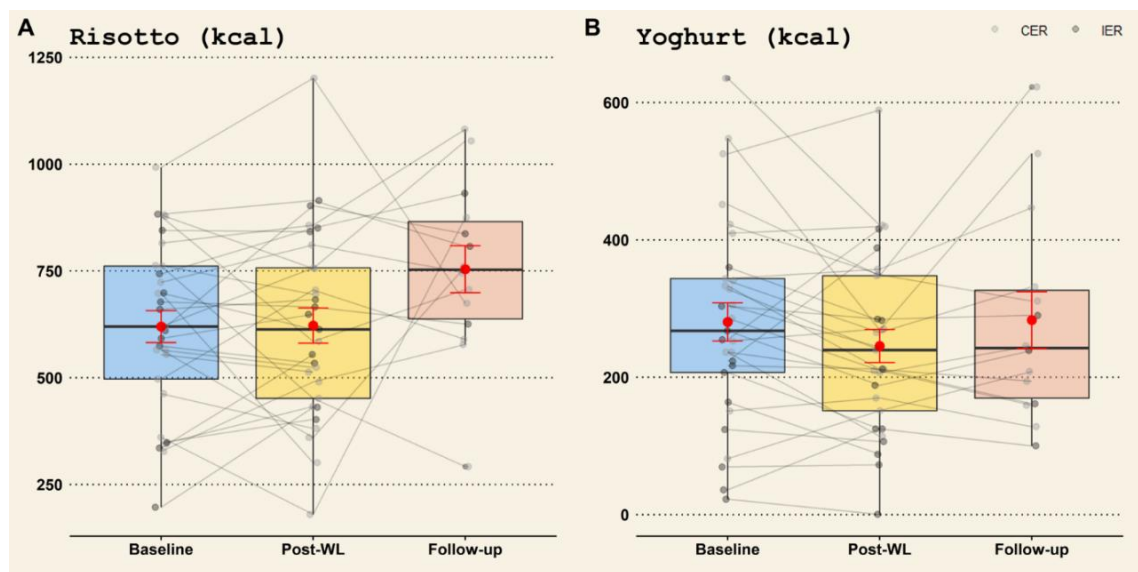 A
Risotto (kcal)
1250
1000
750
500
250
Baseline
Post-WL
Follow-up
B
Yoghurt (kcal)
CER
IER
600
400
200
0
Baseline
Post-WL
Follow-up